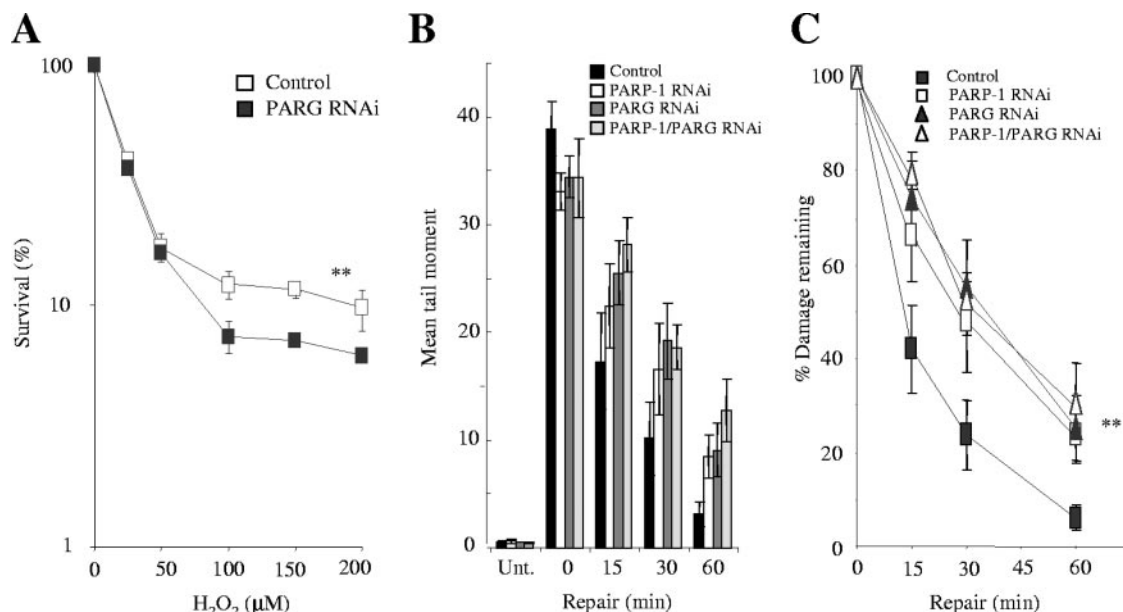 A
100
10
1
Survival (%)
Control
PARG RNAi
**
0 50 100 150 200
H2O2 (μM)
B
40
30
20
10
0
Mean tail moment
Control
PARP-1 RNAi
PARG RNAi
PARP-1/PARG RNAi
Unt. 0 15 30 60
Repair (min)
C
100
80
60
40
20
0
% Damage remaining
Control
PARP-1 RNAi
PARG RNAi
PARP-1/PARG RNAi
**
0 15 30 45 60
Repair (min)